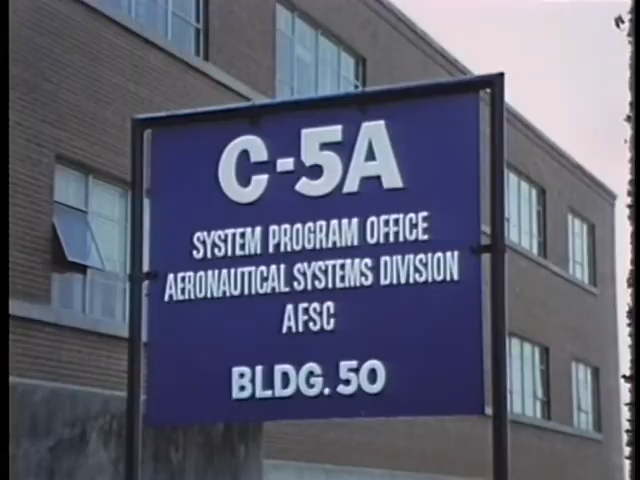 C-5A
SYSTEM PROGRAM OFFICE
AERONAUTICAL SYSTEMS DIVISION
AFSC
BLDG. 50